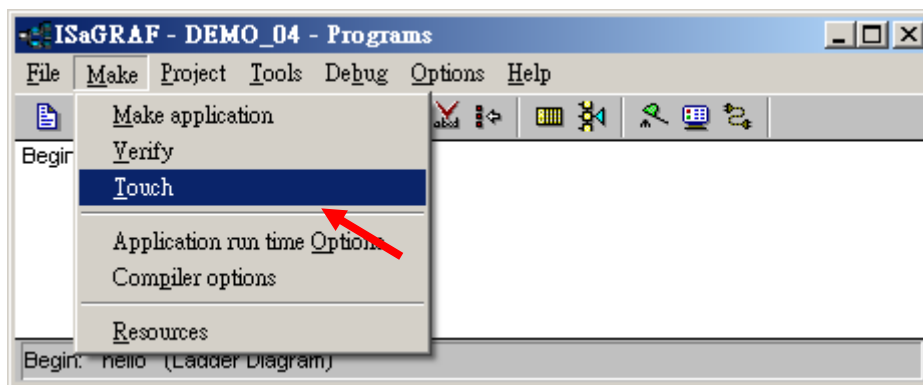 ISaGRAF - DEMO_04 - Programs
File Make Project Tools Debug Options Help
Make application
Begin
Verify
Touch
Application run time Options
Compiler options
Resources
Begin: hello (Ladder Diagram)